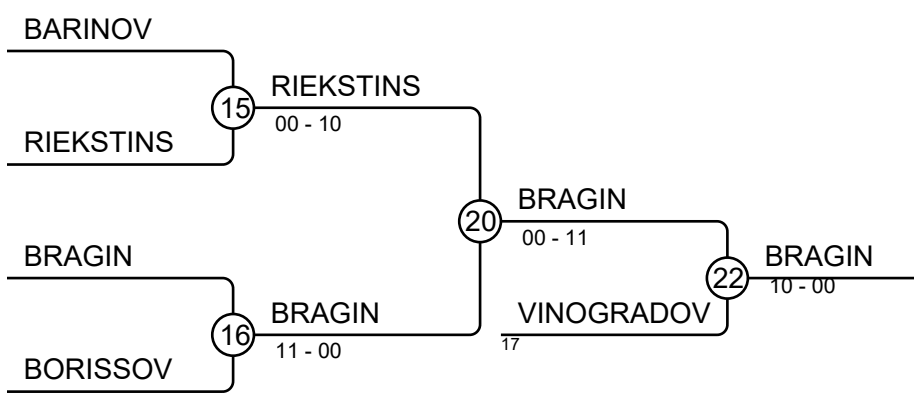 BARINOV
15
RIEKSTINS
00 - 10
RIEKSTINS
20
BRAGIN
00 - 11
BRAGIN
22
BRAGIN
10 - 00
16
BRAGIN
11 - 00
VINOGRADOV
17
BORISSOV